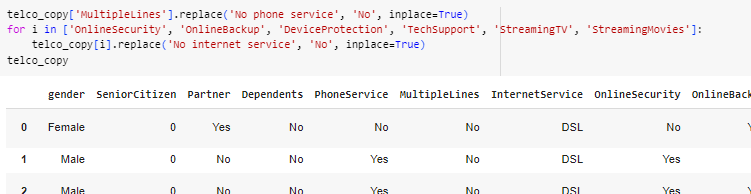 telco_copy['MultipleLines'].replace('No phone service', 'No', inplace=True)
for i in ['OnlineSecurity', 'OnlineBackup', 'DeviceProtection', 'TechSupport', 'StreamingTV', 'StreamingMovies']:
    telco_copy[i].replace('No internet service', 'No', inplace=True)
telco_copy
gender SeniorCitizen Partner Dependents PhoneService MultipleLines InternetService OnlineSecurity OnlineBack
0 Female 0 Yes No No No DSL No
1 Male 0 No No Yes No DSL Yes
2 Male 0 No No Yes No DSL Yes